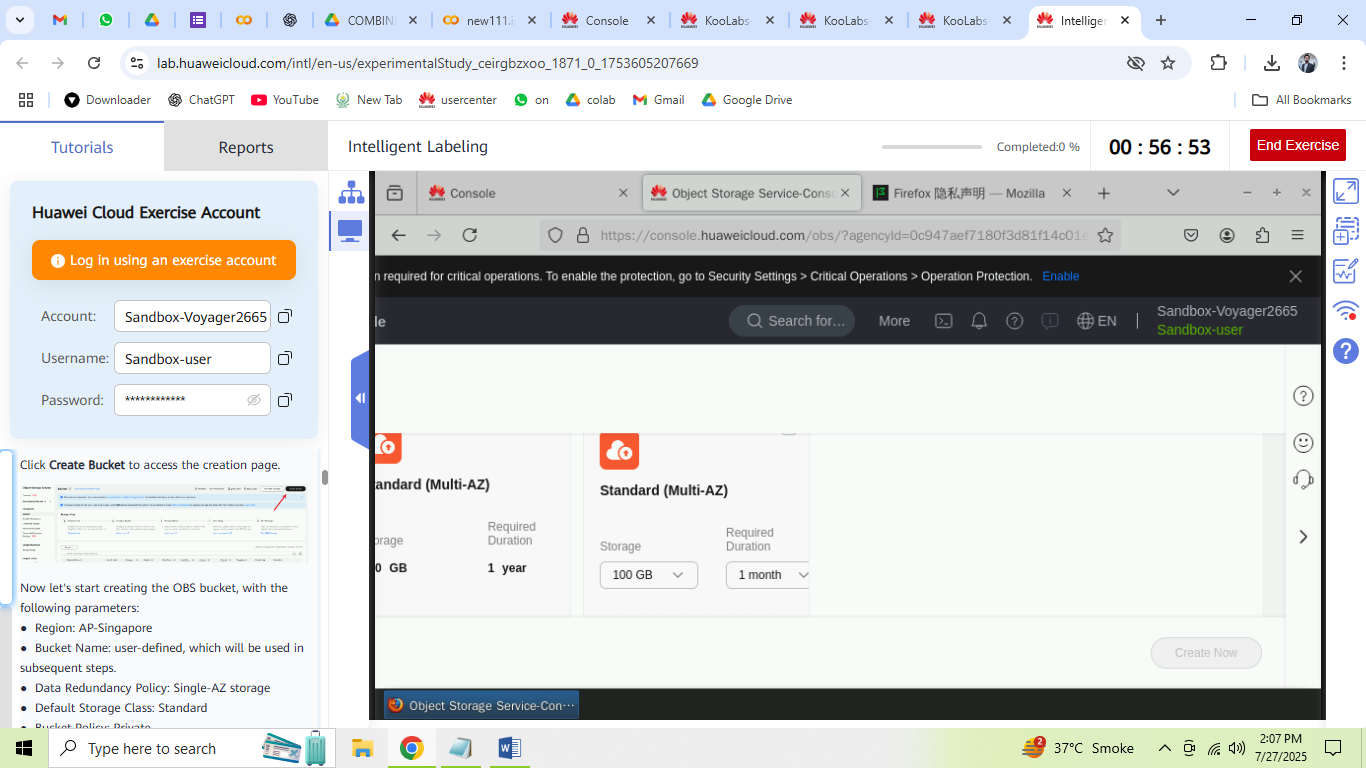 COMBIN
new111.i
Console
KooLabs
KooLabs
KooLabs
Intelliger
lab.huaweicloud.com/intl/en-us/experimentalStudy_ceirgbzxoo_1871_0_1753605207669
Downloader
ChatGPT
YouTube
New Tab
usercenter
on
colab
Gmail
Google Drive
All Bookmarks
Tutorials
Reports
Intelligent Labeling
Completed:0 %
00 : 56 : 53
End Exercise
Huawei Cloud Exercise Account
Log in using an exercise account
Account: Sandbox-Voyager2665
Username: Sandbox-user
Password: ************
Click Create Bucket to access the creation page.
Now let's start creating the OBS bucket, with the
following parameters:
● Region: AP-Singapore
● Bucket Name: user-defined, which will be used in
subsequent steps.
● Data Redundancy Policy: Single-AZ storage
● Default Storage Class: Standard
● Bucket Policy: Private
Console
Object Storage Service-Conso
Firefox 隐私声明 — Mozilla
https://console.huaweicloud.com/obs/?agencyId=0c947aef7180f3d81f14c01e
n required for critical operations. To enable the protection, go to Security Settings > Critical Operations > Operation Protection. Enable
le
Search for...
More
EN
Sandbox-Voyager2665
Sandbox-user
andard (Multi-AZ)
Standard (Multi-AZ)
orage
Required
Duration
0 GB
1 year
Storage
Required
Duration
100 GB
1 month
Create Now
Object Storage Service-Con···
Type here to search
2
37°C Smoke
2:07 PM
7/27/2025